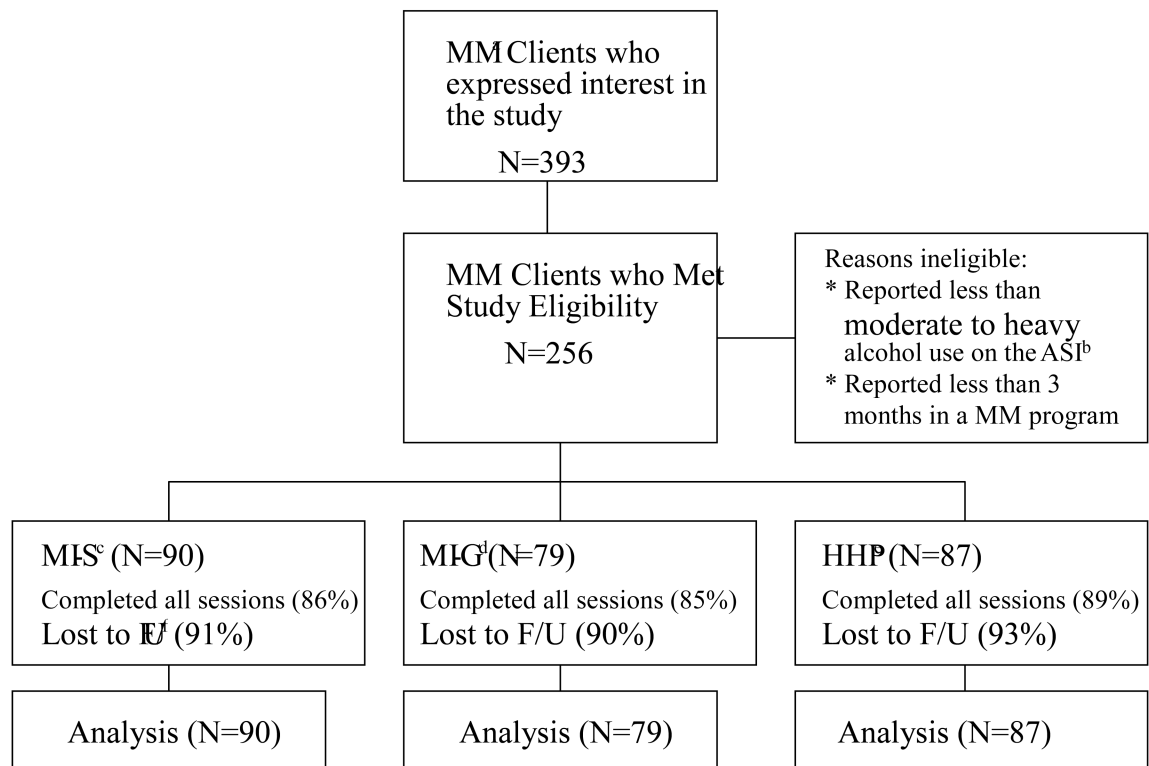 MMª Clients who
expressed interest in
the study
N=393
MM Clients who Met
Study Eligibility
N=256
Reasons ineligible:
* Reported less than
moderate to heavy
alcohol use on the ASIᵇ
* Reported less than 3
months in a MM program
MI-Sᶜ (N=90)
Completed all sessions (86%)
Lost to F/Uᶠ (91%)
MI-Gᵈ (N=79)
Completed all sessions (85%)
Lost to F/U (90%)
HHPᵉ (N=87)
Completed all sessions (89%)
Lost to F/U (93%)
Analysis (N=90)
Analysis (N=79)
Analysis (N=87)